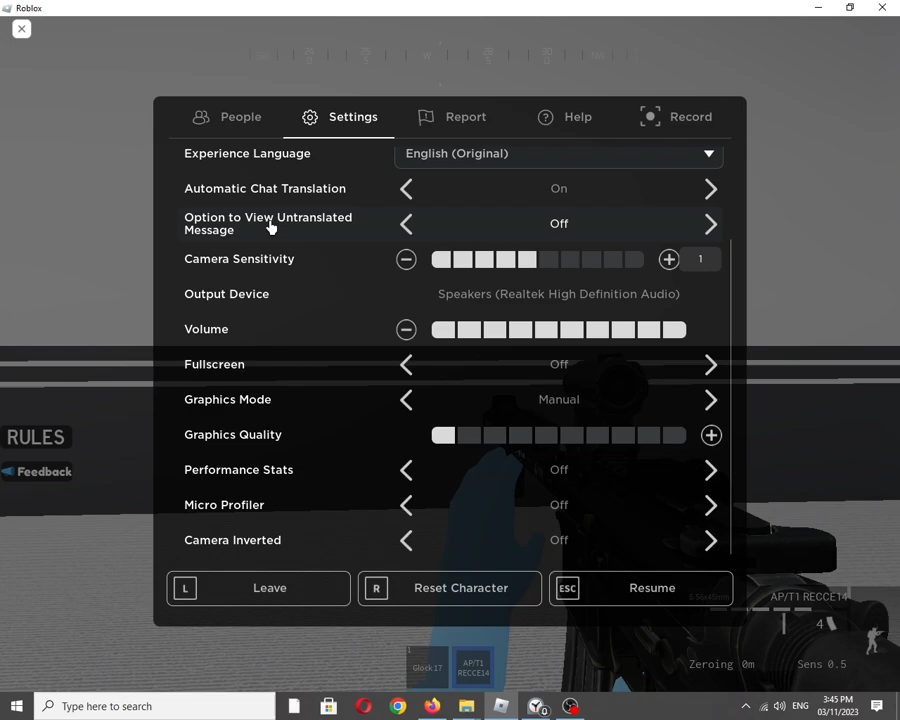 Roblox
People
Settings
Report
Help
Record
Experience Language
English (Original)
Automatic Chat Translation
On
Option to View Untranslated
Message
Off
Camera Sensitivity
1
Output Device
Speakers (Realtek High Definition Audio)
Volume
Fullscreen
Off
Graphics Mode
Manual
RULES
Graphics Quality
Feedback
Performance Stats
Off
Micro Profiler
Off
Camera Inverted
Off
L
Leave
R
Reset Character
ESC
Resume
5.56x45mm
AP/T1 RECCE14
4
Zeroing 0m
Sens 0.5
1
Glock 17
AP/T1
RECCE14
Type here to search
ENG
3:45 PM
03/11/2023